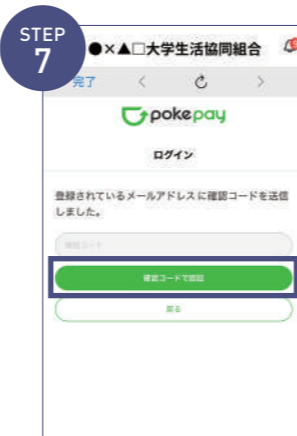 STEP
7
●×▲□大学生活協同組合
完了
pokepay
ログイン
登録されているメールアドレスに確認コードを送信
しました。
確認コード
確認コードで認証
戻る